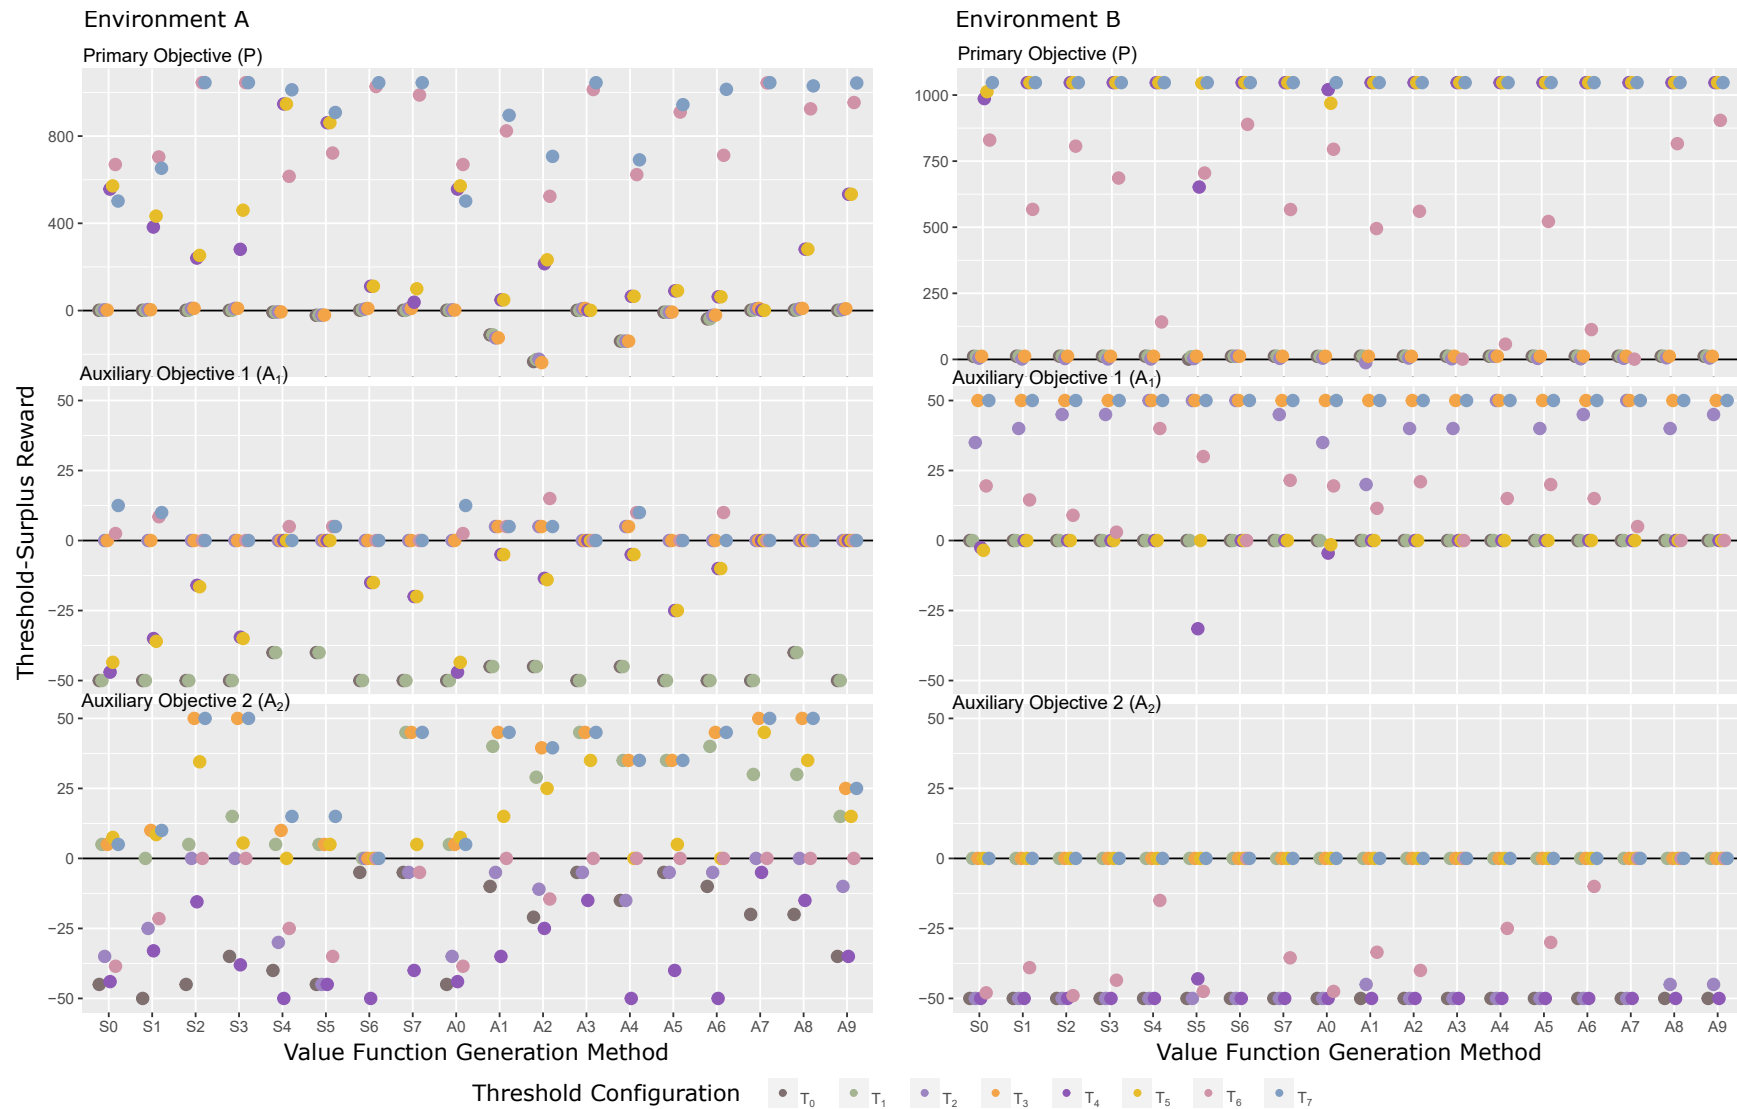 Environment A
Environment B
Primary Objective (P)
Primary Objective (P)
800
400
0
1000
750
500
250
0
Auxiliary Objective 1 (A₁)
Auxiliary Objective 1 (A₁)
50
25
0
−25
−50
50
25
0
−25
−50
Auxiliary Objective 2 (A₂)
Auxiliary Objective 2 (A₂)
50
25
0
−25
−50
50
25
0
−25
−50
Threshold-Surplus Reward
S0 S1 S2 S3 S4 S5 S6 S7 A0 A1 A2 A3 A4 A5 A6 A7 A8 A9
S0 S1 S2 S3 S4 S5 S6 S7 A0 A1 A2 A3 A4 A5 A6 A7 A8 A9
Value Function Generation Method
Value Function Generation Method
Threshold Configuration T₀ T₁ T₂ T₃ T₄ T₅ T₆ T₇